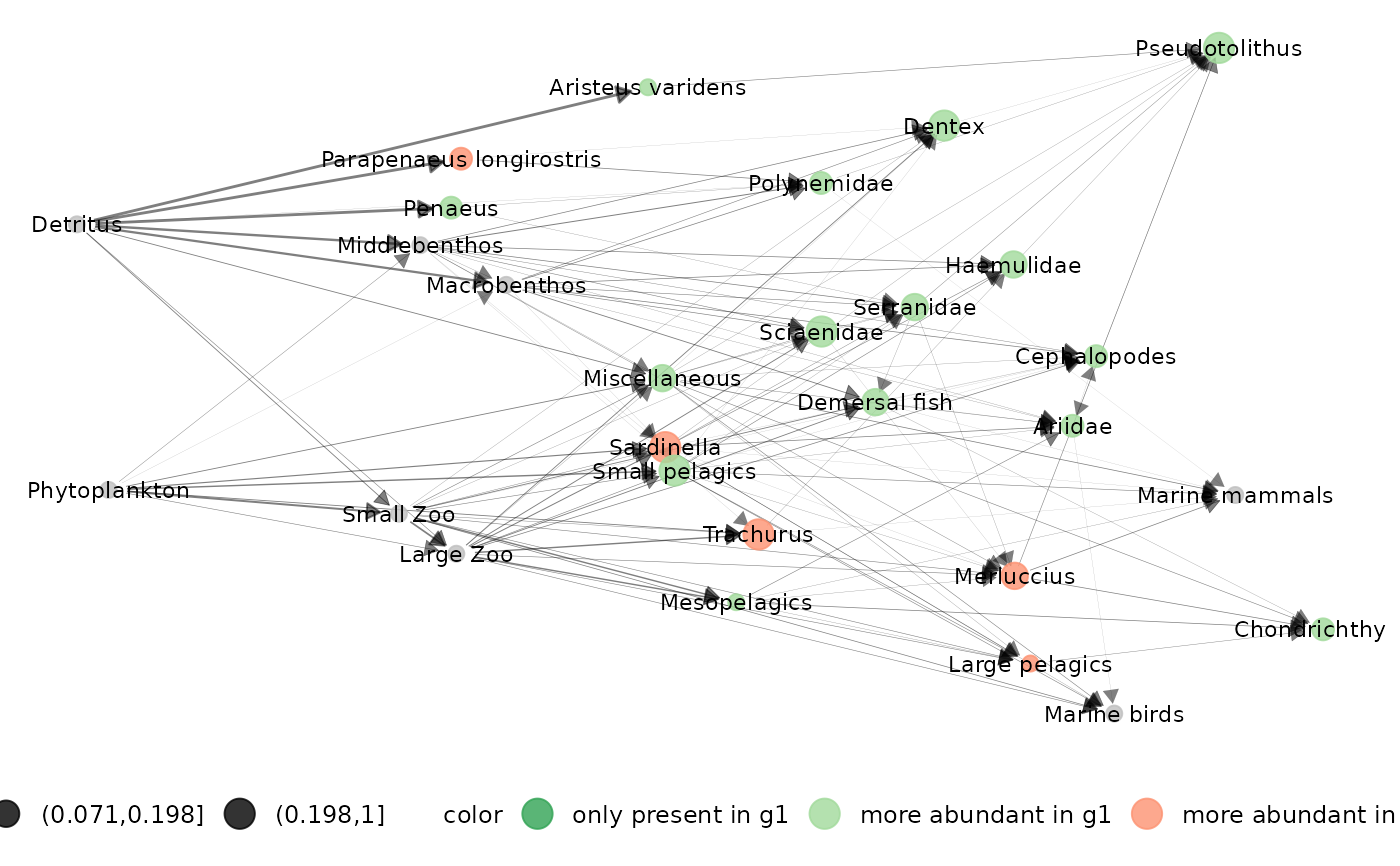 Pseudotolithus
Aristeus varidens
Dentex
Parapenaeus longirostris
Polynemidae
Penaeus
Detritus
Middlebenthos
Haemulidae
Macrobenthos
Serranidae
Sciaenidae
Cephalopodes
Miscellaneous
Demersal fish
Ariidae
Sardinella
Small pelagics
Phytoplankton
Marine mammals
Small Zoo
Trachurus
Large Zoo
Merluccius
Mesopelagics
Chondrichthy
Large pelagics
Marine birds
(0.071,0.198] (0.198,1] color only present in g1 more abundant in g1 more abundant in